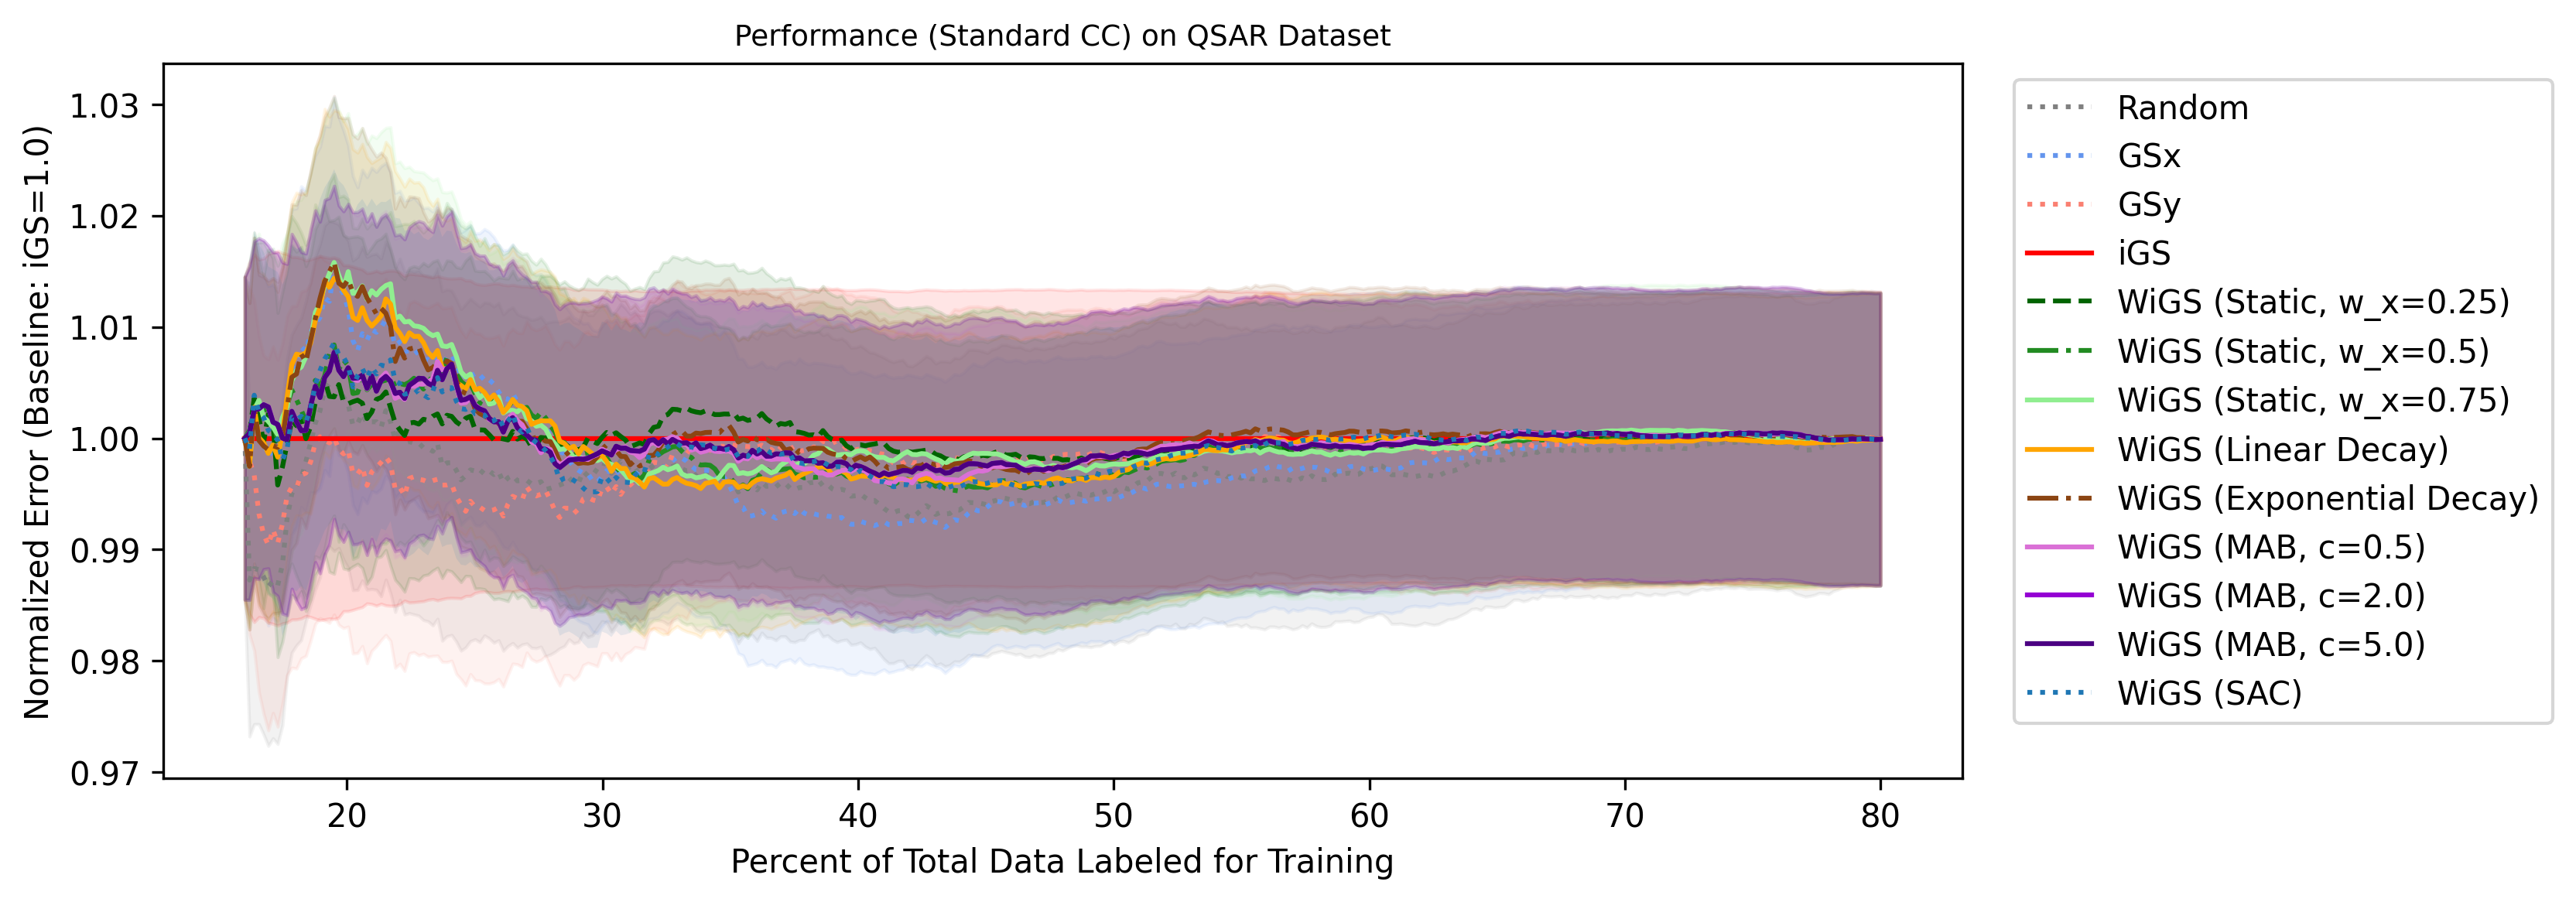 Performance (Standard CC) on QSAR Dataset
Normalized Error (Baseline: iGS=1.0)
1.03
1.02
1.01
1.00
0.99
0.98
0.97
20 30 40 50 60 70 80
Percent of Total Data Labeled for Training
Random
GSx
GSy
iGS
WiGS (Static, w_x=0.25)
WiGS (Static, w_x=0.5)
WiGS (Static, w_x=0.75)
WiGS (Linear Decay)
WiGS (Exponential Decay)
WiGS (MAB, c=0.5)
WiGS (MAB, c=2.0)
WiGS (MAB, c=5.0)
WiGS (SAC)